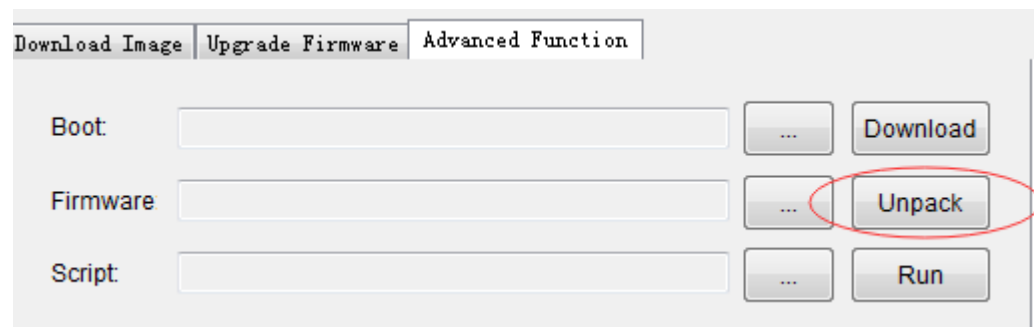 Download Image Upgrade Firmware Advanced Function
Boot: ... Download
Firmware: ... Unpack
Script: ... Run